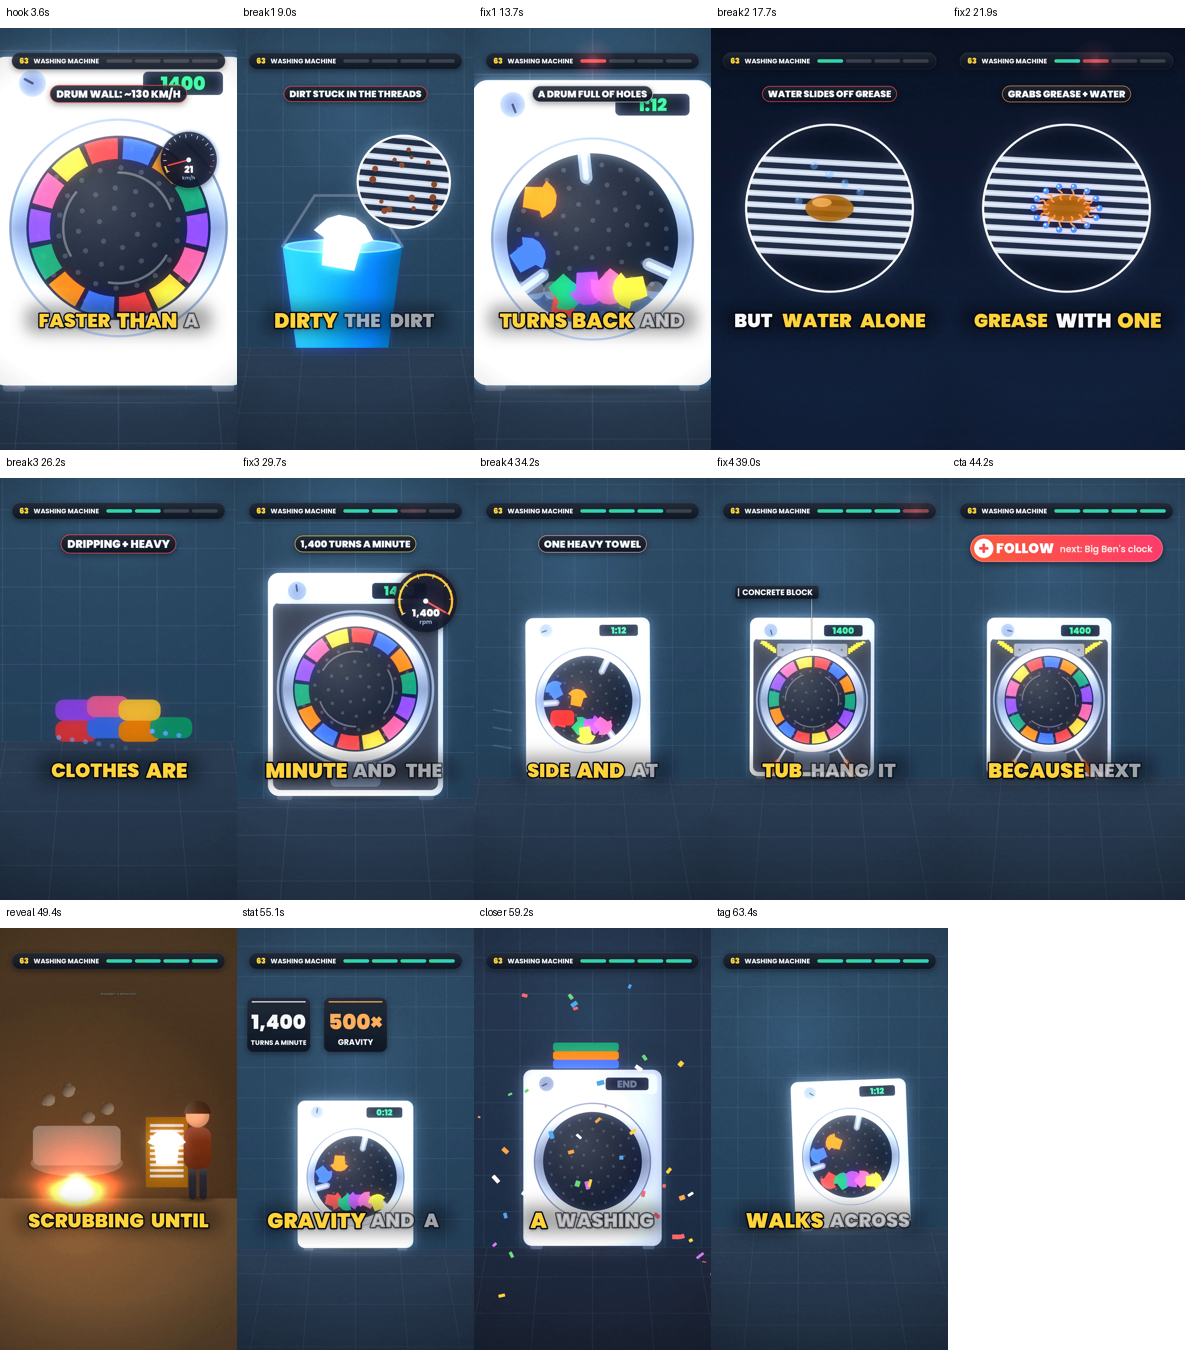 hook 3.6s
63 WASHING MACHINE
1400
DRUM WALL: ~130 KM/H
21
km/h
FASTER THAN A
break1 9.0s
63 WASHING MACHINE
DIRT STUCK IN THE THREADS
DIRTY THE DIRT
fix1 13.7s
63 WASHING MACHINE
A DRUM FULL OF HOLES
1:12
TURNS BACK AND
break2 17.7s
63 WASHING MACHINE
WATER SLIDES OFF GREASE
BUT WATER ALONE
fix2 21.9s
63 WASHING MACHINE
GRABS GREASE + WATER
GREASE WITH ONE
break3 26.2s
63 WASHING MACHINE
DRIPPING + HEAVY
CLOTHES ARE
fix3 29.7s
63 WASHING MACHINE
1,400 TURNS A MINUTE
14
1,400
rpm
MINUTE AND THE
break4 34.2s
63 WASHING MACHINE
ONE HEAVY TOWEL
1:12
SIDE AND AT
fix4 39.0s
63 WASHING MACHINE
CONCRETE BLOCK
1400
TUB HANG IT
cta 44.2s
63 WASHING MACHINE
FOLLOW next: Big Ben's clock
1400
BECAUSE NEXT
reveal 49.4s
63 WASHING MACHINE
SCRUBBING UNTIL
stat 55.1s
63 WASHING MACHINE
1,400
TURNS A MINUTE
500×
GRAVITY
0:12
GRAVITY AND A
closer 59.2s
63 WASHING MACHINE
END
A WASHING
tag 63.4s
63 WASHING MACHINE
1:12
WALKS ACROSS